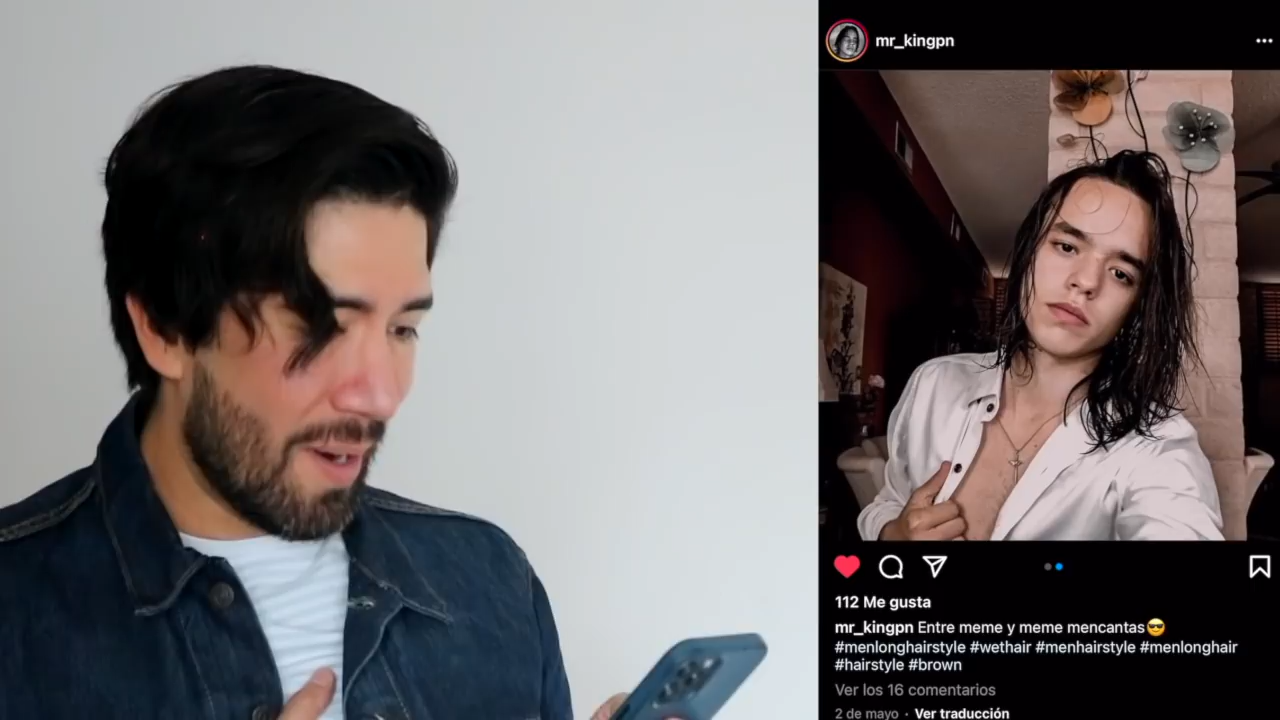 mr_kingpn
112 Me gusta
mr_kingpn Entre meme y meme mencantas😎
#menlonghairstyle #wethair #menhairstyle #menlonghair
#hairstyle #brown
Ver los 16 comentarios
2 de mayo · Ver traducción